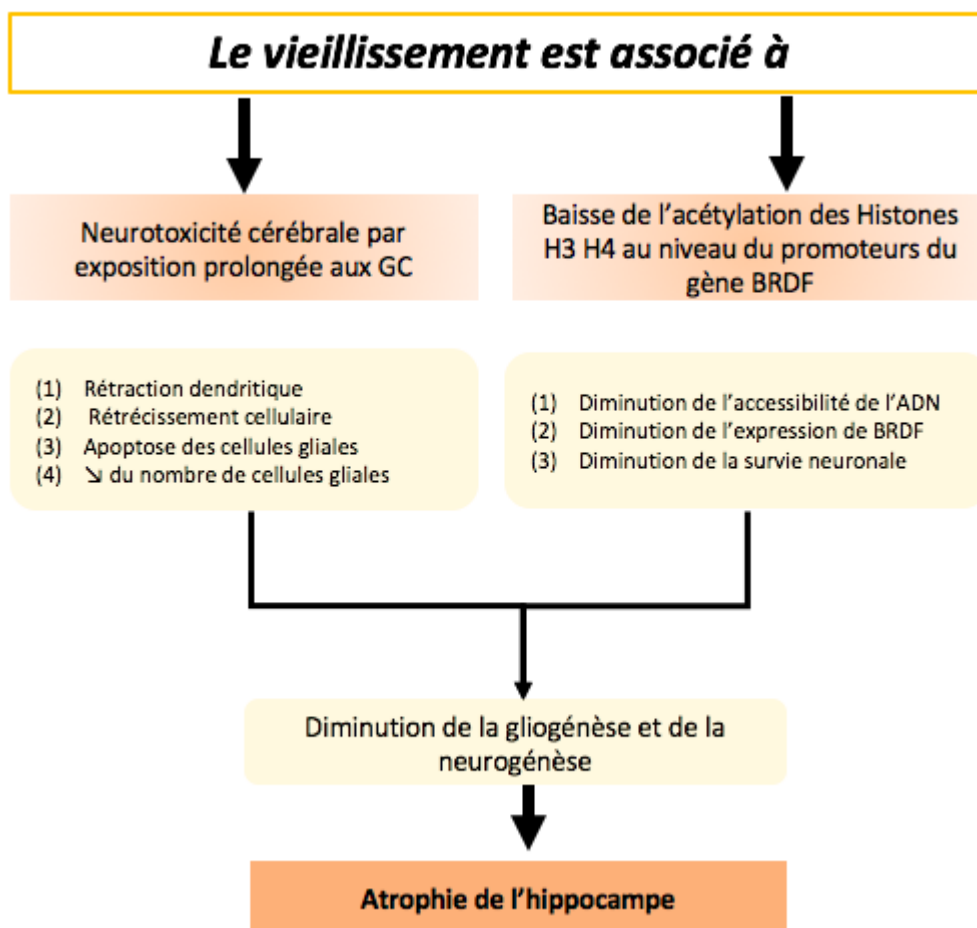 Le vieillissement est associé à
Neurotoxicité cérébrale par
exposition prolongée aux GC
Baisse de l'acétylation des Histones
H3 H4 au niveau du promoteurs du
gène BRDF
(1) Rétraction dendritique
(2) Rétrécissement cellulaire
(3) Apoptose des cellules gliales
(4) ↘ du nombre de cellules gliales
(1) Diminution de l'accessibilité de l'ADN
(2) Diminution de l'expression de BRDF
(3) Diminution de la survie neuronale
Diminution de la gliogénèse et de la
neurogénèse
Atrophie de l'hippocampe